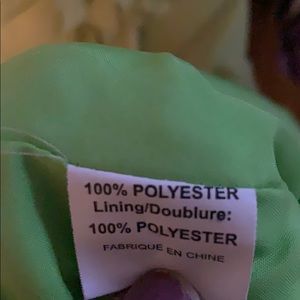 100% POLYESTER
Lining/Doublure:
100% POLYESTER
FABRIQUE EN CHINE